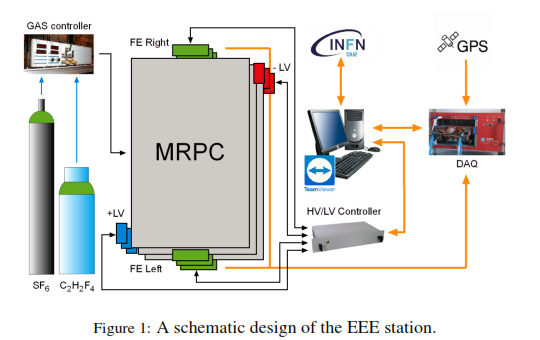 GAS controller
FE Right
- LV
INFN
CNAF
GPS
MRPC
DAQ
Teamviewer
+LV
HV/LV Controller
FE Left
SF6
C2H2F4
Figure 1: A schematic design of the EEE station.